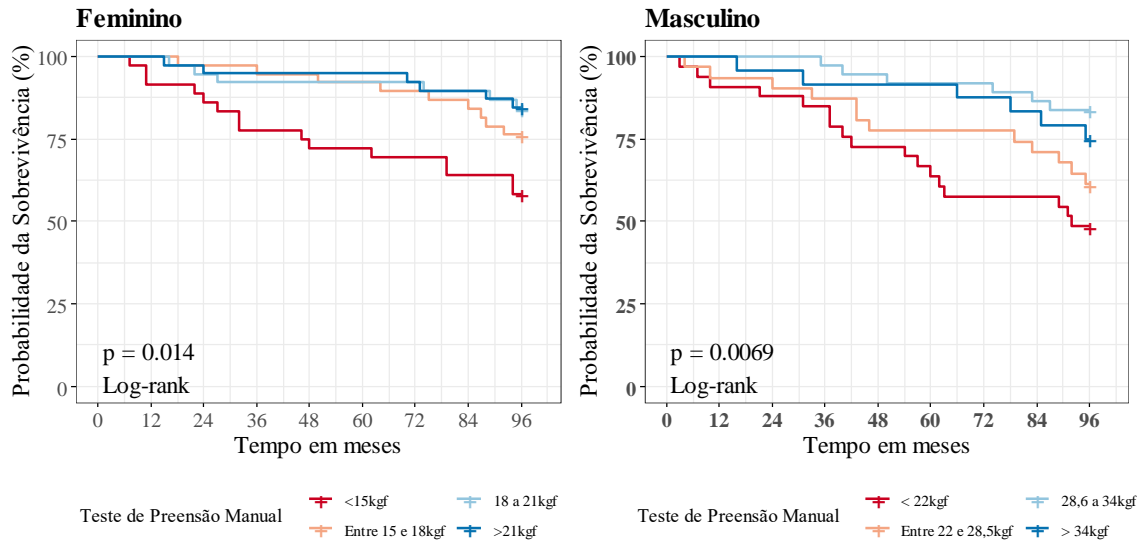 Feminino
Probabilidade da Sobrevivência (%)
100
75
50
25
0
p = 0.014
Log-rank
0 12 24 36 48 60 72 84 96
Tempo em meses
Teste de Preensão Manual
<15kgf
18 a 21kgf
Entre 15 e 18kgf
>21kgf
Masculino
Probabilidade da Sobrevivência (%)
100
75
50
25
0
p = 0.0069
Log-rank
0 12 24 36 48 60 72 84 96
Tempo em meses
Teste de Preensão Manual
< 22kgf
28,6 a 34kgf
Entre 22 e 28,5kgf
> 34kgf